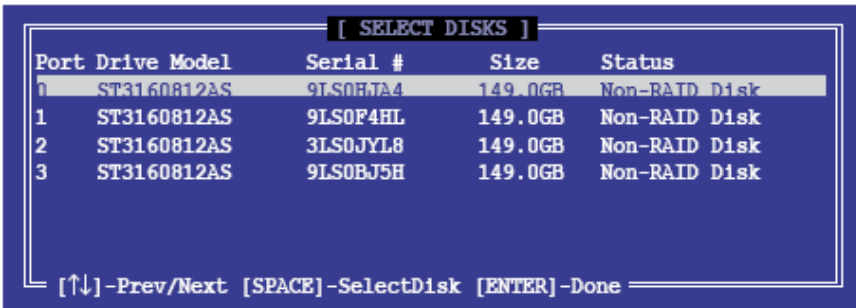 [ SELECT DISKS ]
Port Drive Model Serial # Size Status
0 ST3160812AS 9LS0HJA4 149.0GB Non-RAID Disk
1 ST3160812AS 9LS0F4HL 149.0GB Non-RAID Disk
2 ST3160812AS 3LS0JYL8 149.0GB Non-RAID Disk
3 ST3160812AS 9LS0BJ5H 149.0GB Non-RAID Disk
[↑↓]-Prev/Next [SPACE]-SelectDisk [ENTER]-Done